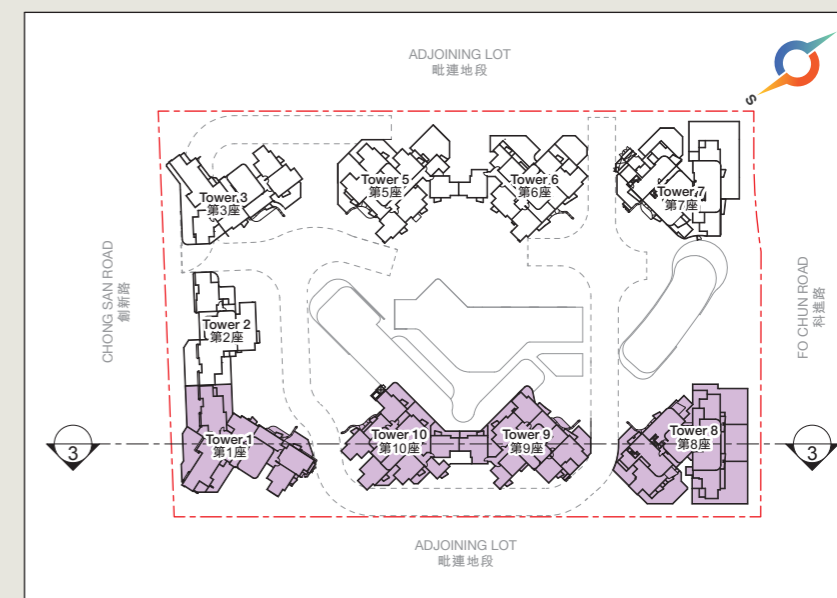 ADJOINING LOT
毗連地段
S
Tower 3
第3座
Tower 5
第5座
Tower 6
第6座
Tower 7
第7座
CHONG SAN ROAD
創新路
FO CHUN ROAD
科進路
Tower 2
第2座
Tower 1
第1座
Tower 10
第10座
Tower 9
第9座
Tower 8
第8座
3
3
ADJOINING LOT
毗連地段